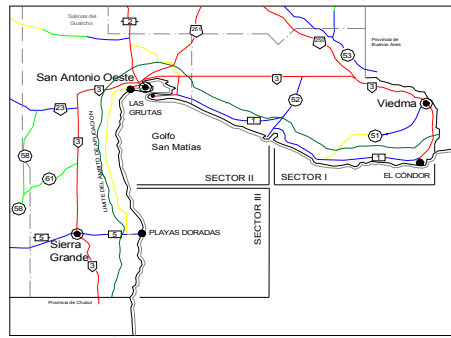 Salinas del
Gualicho
2
251
250
53
Provincia de
Buenos Aires
San Antonio Oeste
3
3
3
Viedma
LAS
GRUTAS
52
23
1
51
Golfo
San Matías
3
58
61
LIMITE DEL AMBITO DE APLICACION
1
SECTOR II
SECTOR I
EL CÓNDOR
58
SECTOR III
5
5
PLAYAS DORADAS
Sierra
Grande
3
Provincia de Chubut